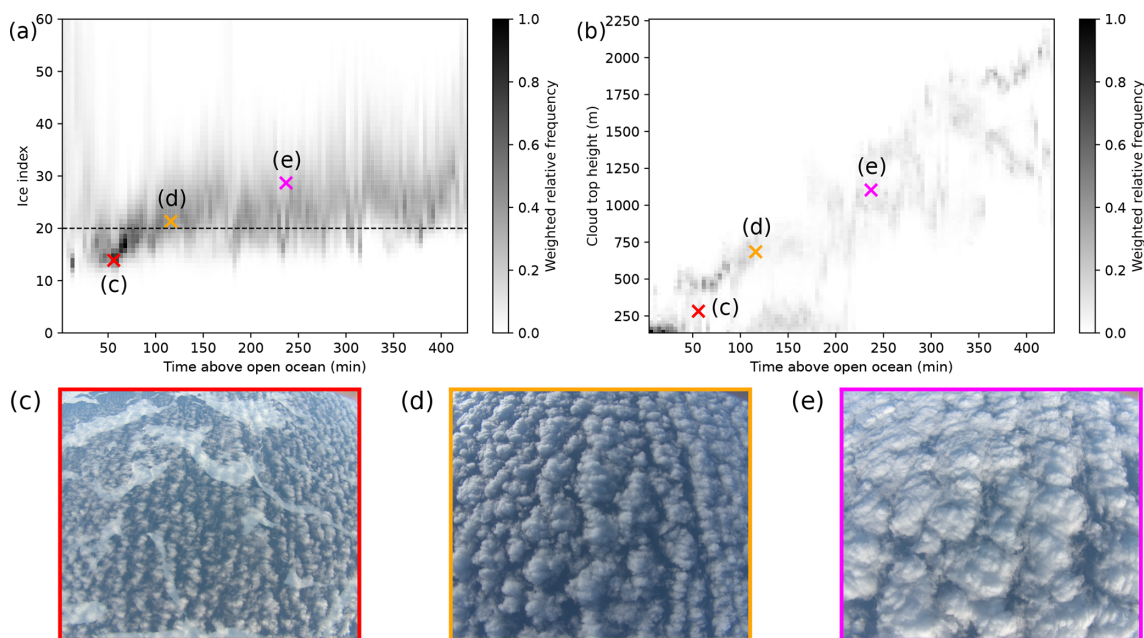 (a)
60
50
40
30
20
10
0
Ice index
50 100 150 200 250 300 350 400
Time above open ocean (min)
(c)
(d)
(e)
1.0
0.8
0.6
0.4
0.2
0.0
Weighted relative frequency
(b)
2250
2000
1750
1500
1250
1000
750
500
250
Cloud top height (m)
50 100 150 200 250 300 350 400
Time above open ocean (min)
(c)
(d)
(e)
1.0
0.8
0.6
0.4
0.2
0.0
Weighted relative frequency
(c)
(d)
(e)